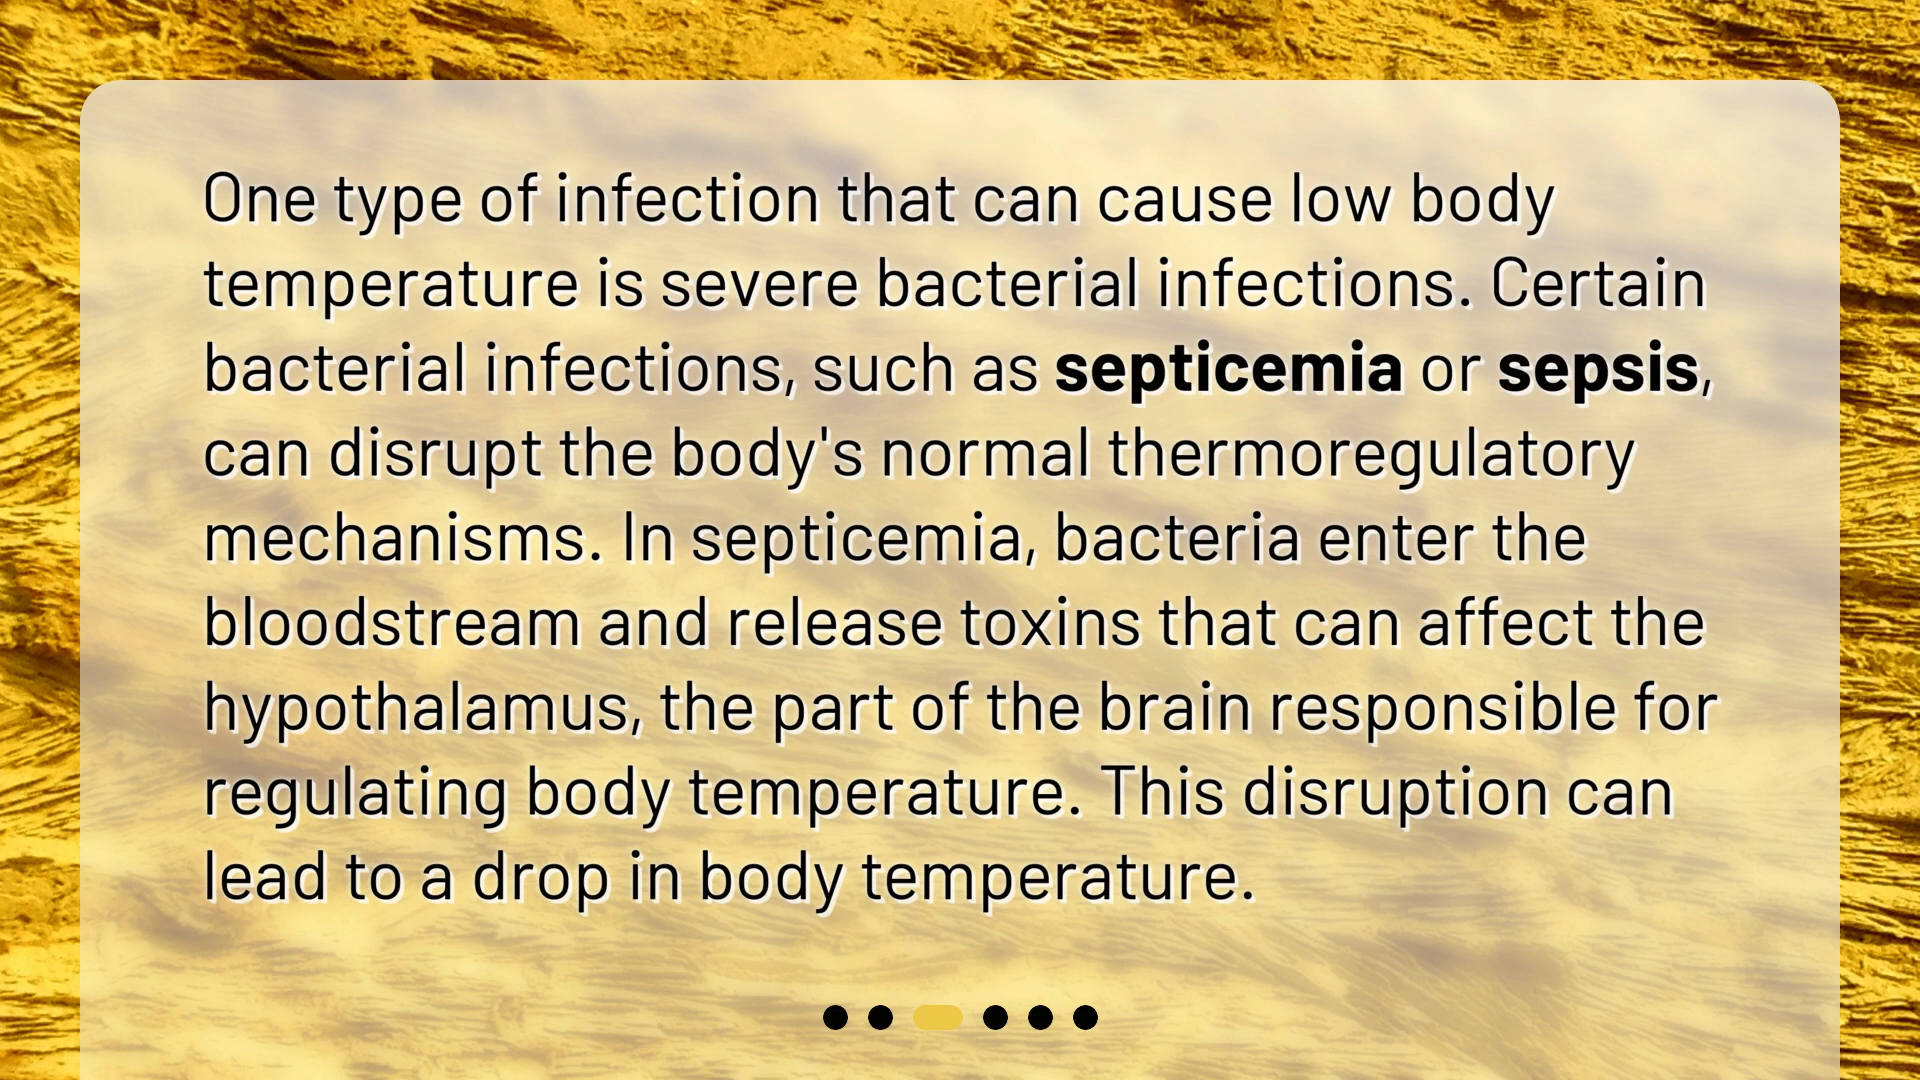 One type of infection that can cause low body
temperature is severe bacterial infections. Certain
bacterial infections, such as septicemia or sepsis,
can disrupt the body's normal thermoregulatory
mechanisms. In septicemia, bacteria enter the
bloodstream and release toxins that can affect the
hypothalamus, the part of the brain responsible for
regulating body temperature. This disruption can
lead to a drop in body temperature.